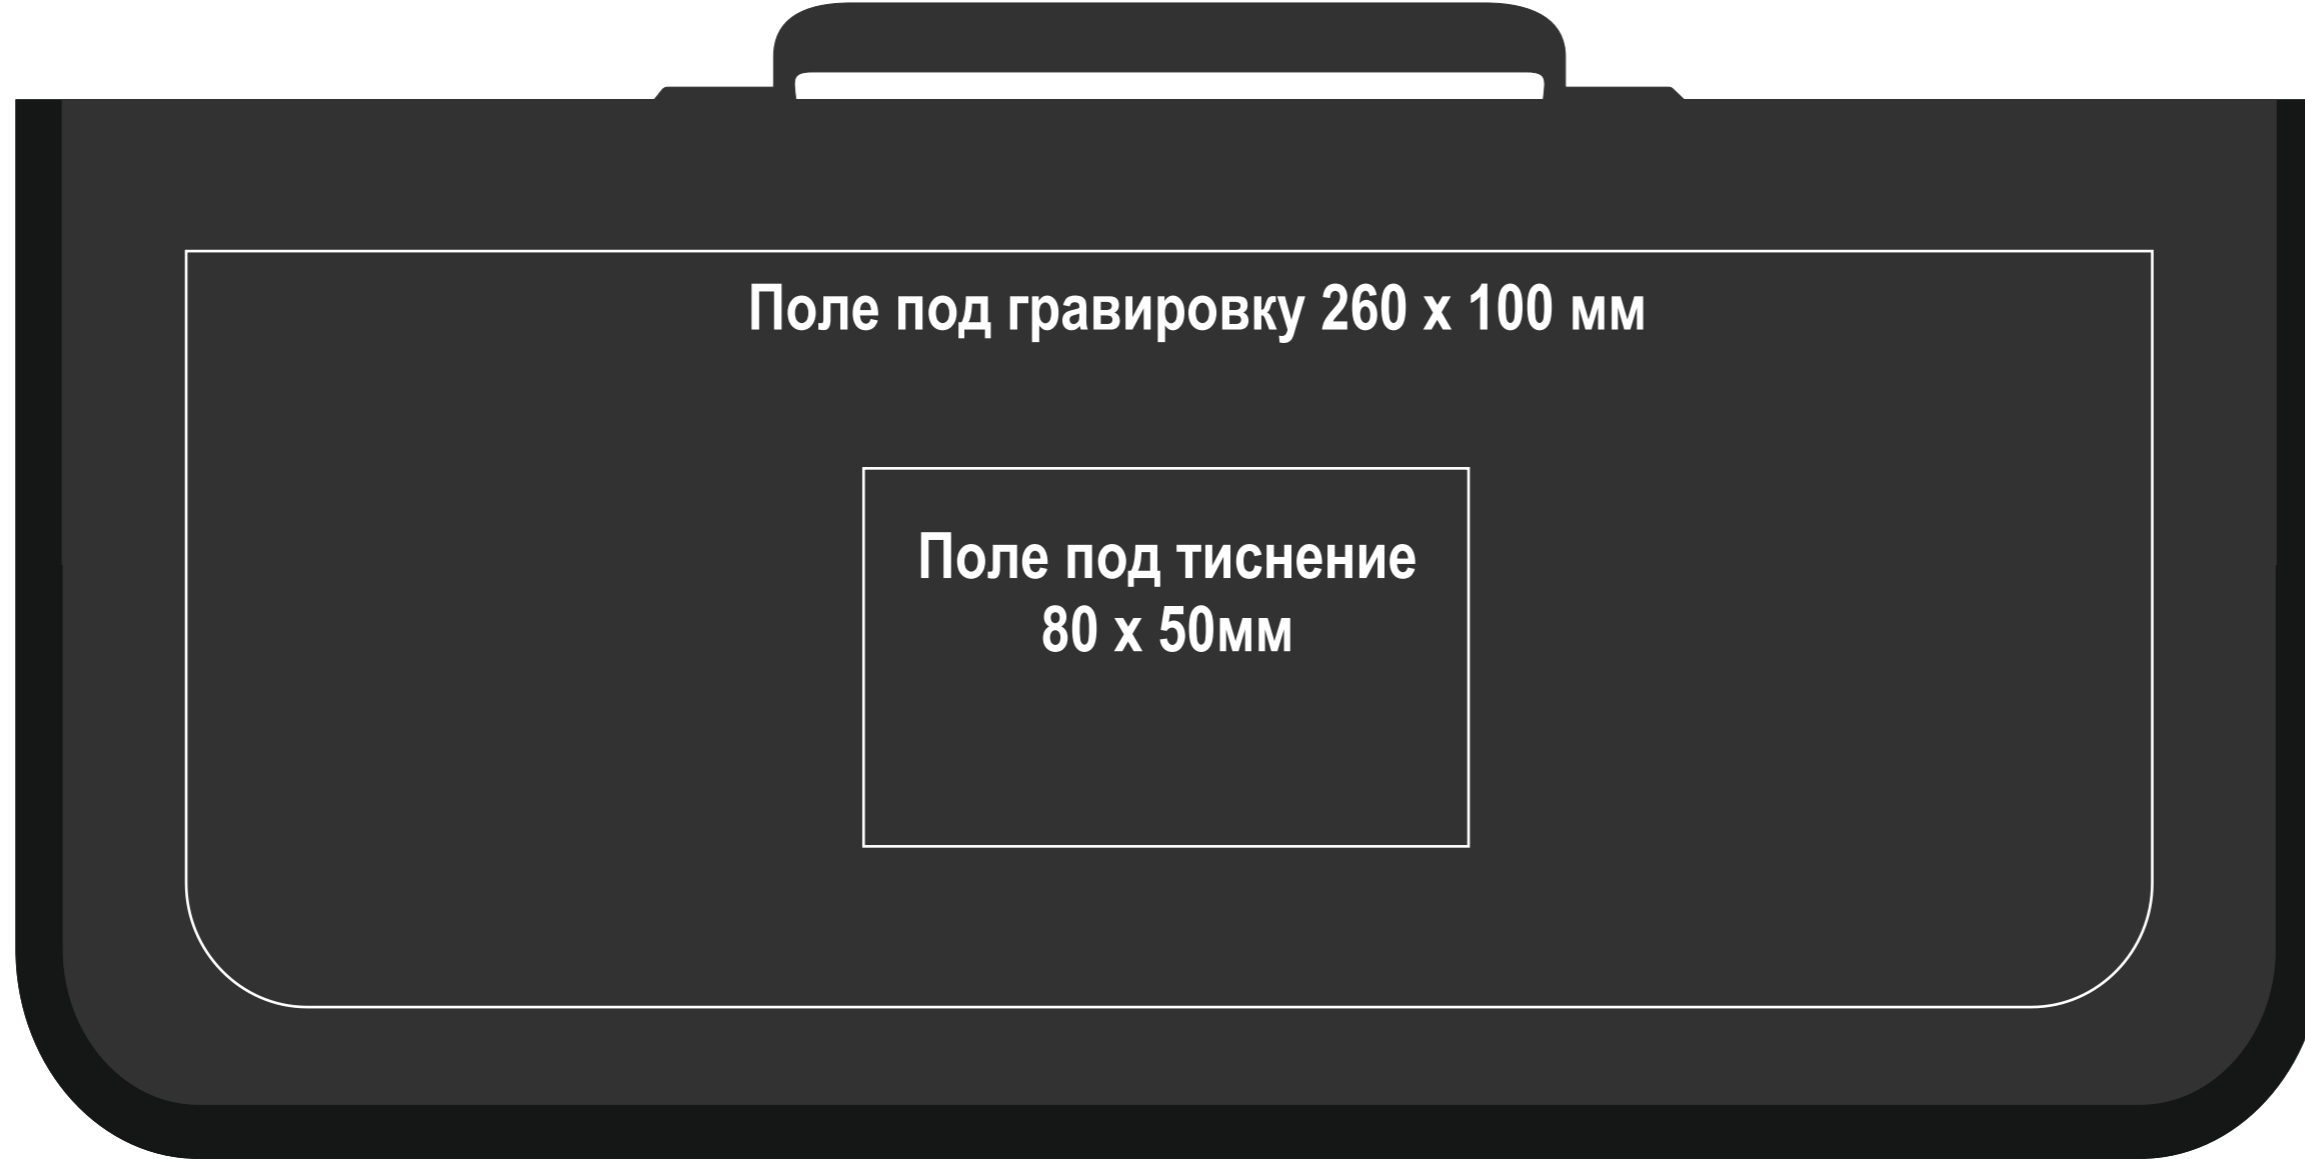 Поле под гравировку 260 х 100 мм
Поле под тиснение
80 х 50мм